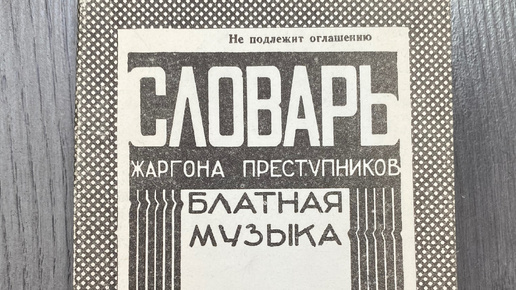 Не подлежит оглашению
СЛОВАРЬ
ЖАРГОНА ПРЕСТУПНИКОВ
БЛАТНАЯ
МУЗЫКА